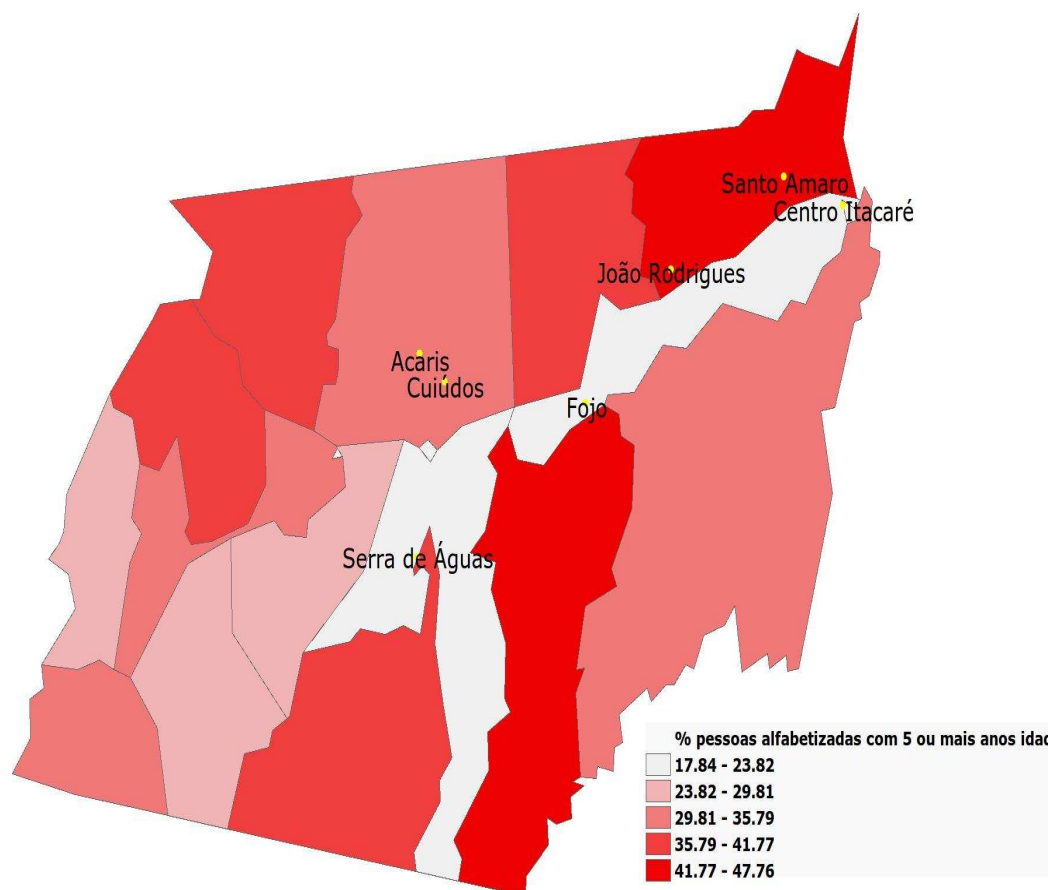 Santo Amaro
Centro Itacaré
João Rodrigues
Acaris
Cuiúdos
Fojo
Serra de Águas
% pessoas alfabetizadas com 5 ou mais anos idad
17.84 - 23.82
23.82 - 29.81
29.81 - 35.79
35.79 - 41.77
41.77 - 47.76